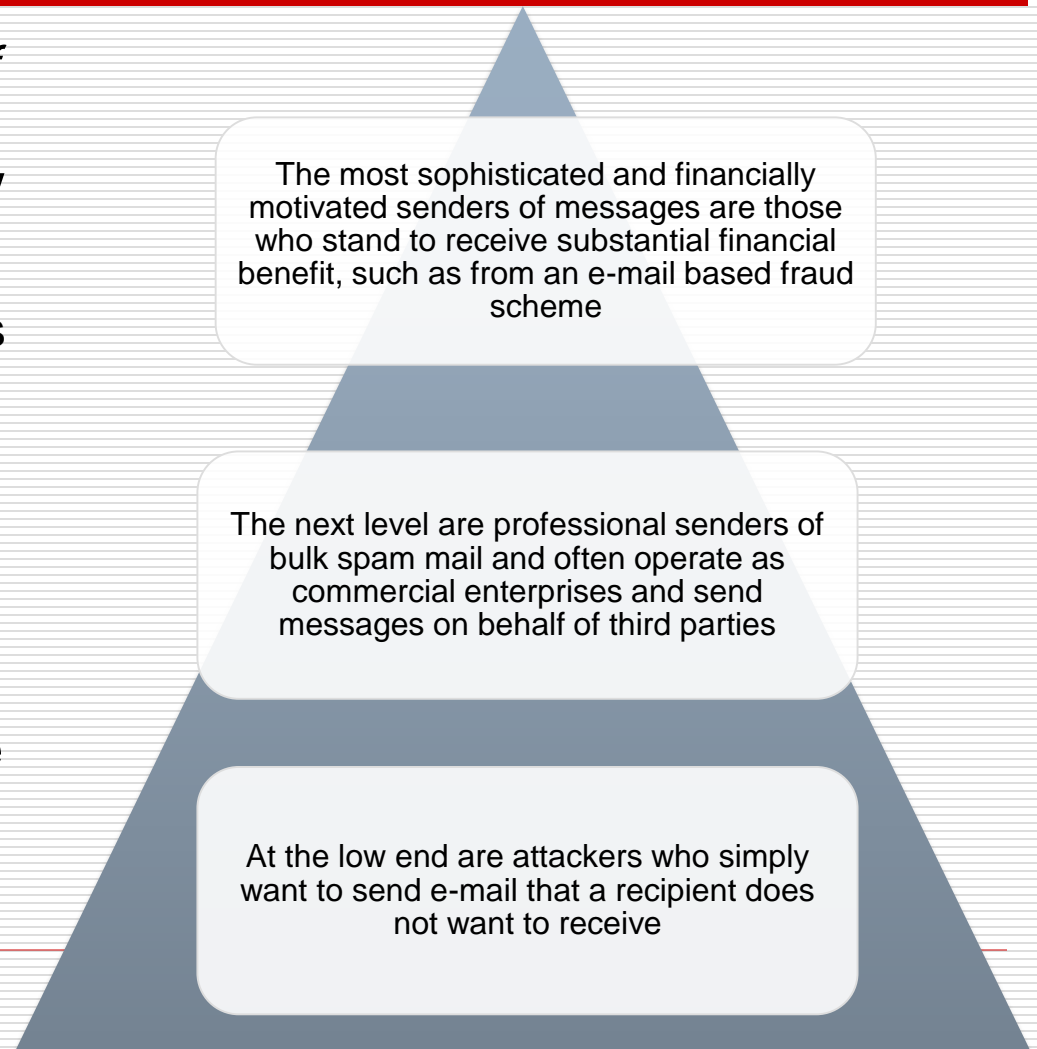 The most sophisticated and financially
motivated senders of messages are those
who stand to receive substantial financial
benefit, such as from an e-mail based fraud
scheme
The next level are professional senders of
bulk spam mail and often operate as
commercial enterprises and send
messages on behalf of third parties
At the low end are attackers who simply
want to send e-mail that a recipient does
not want to receive